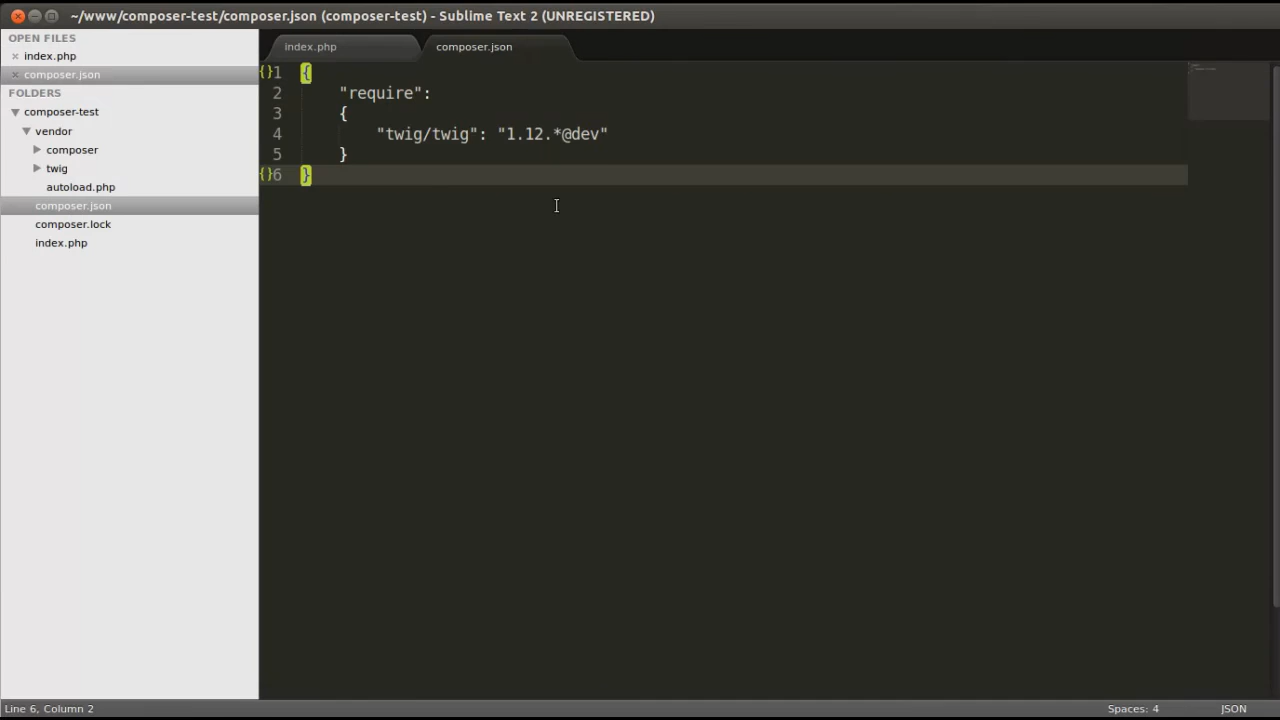 ~/www/composer-test/composer.json (composer-test) - Sublime Text 2 (UNREGISTERED)
OPEN FILES
index.php
composer.json
FOLDERS
composer-test
vendor
composer
twig
autoload.php
composer.json
composer.lock
index.php
index.php
composer.json
{}1 {
2 "require":
3 {
4 "twig/twig": "1.12.*@dev"
5 }
{}6 }
Line 6, Column 2
Spaces: 4
JSON